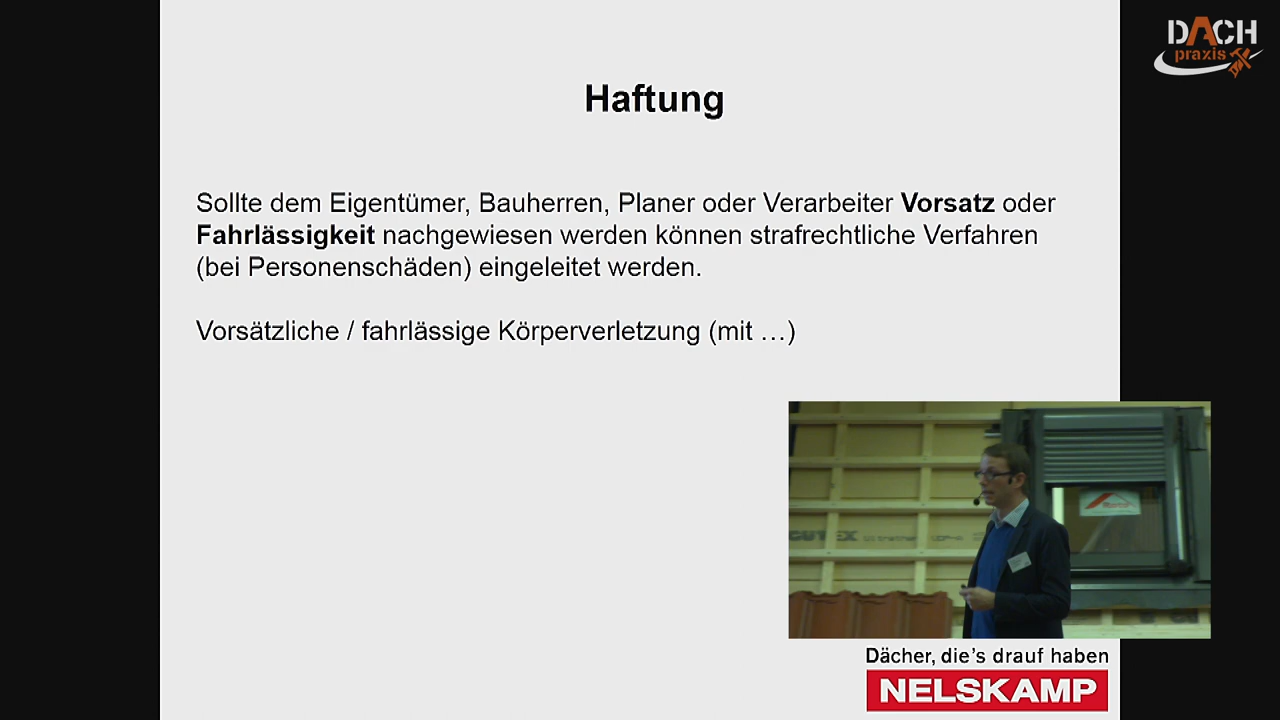 DACH
praxis
Haftung
Sollte dem Eigentümer, Bauherren, Planer oder Verarbeiter Vorsatz oder
Fahrlässigkeit nachgewiesen werden können strafrechtliche Verfahren
(bei Personenschäden) eingeleitet werden.
Vorsätzliche / fahrlässige Körperverletzung (mit …)
GUTEX
Dächer, die's drauf haben
NELSKAMP